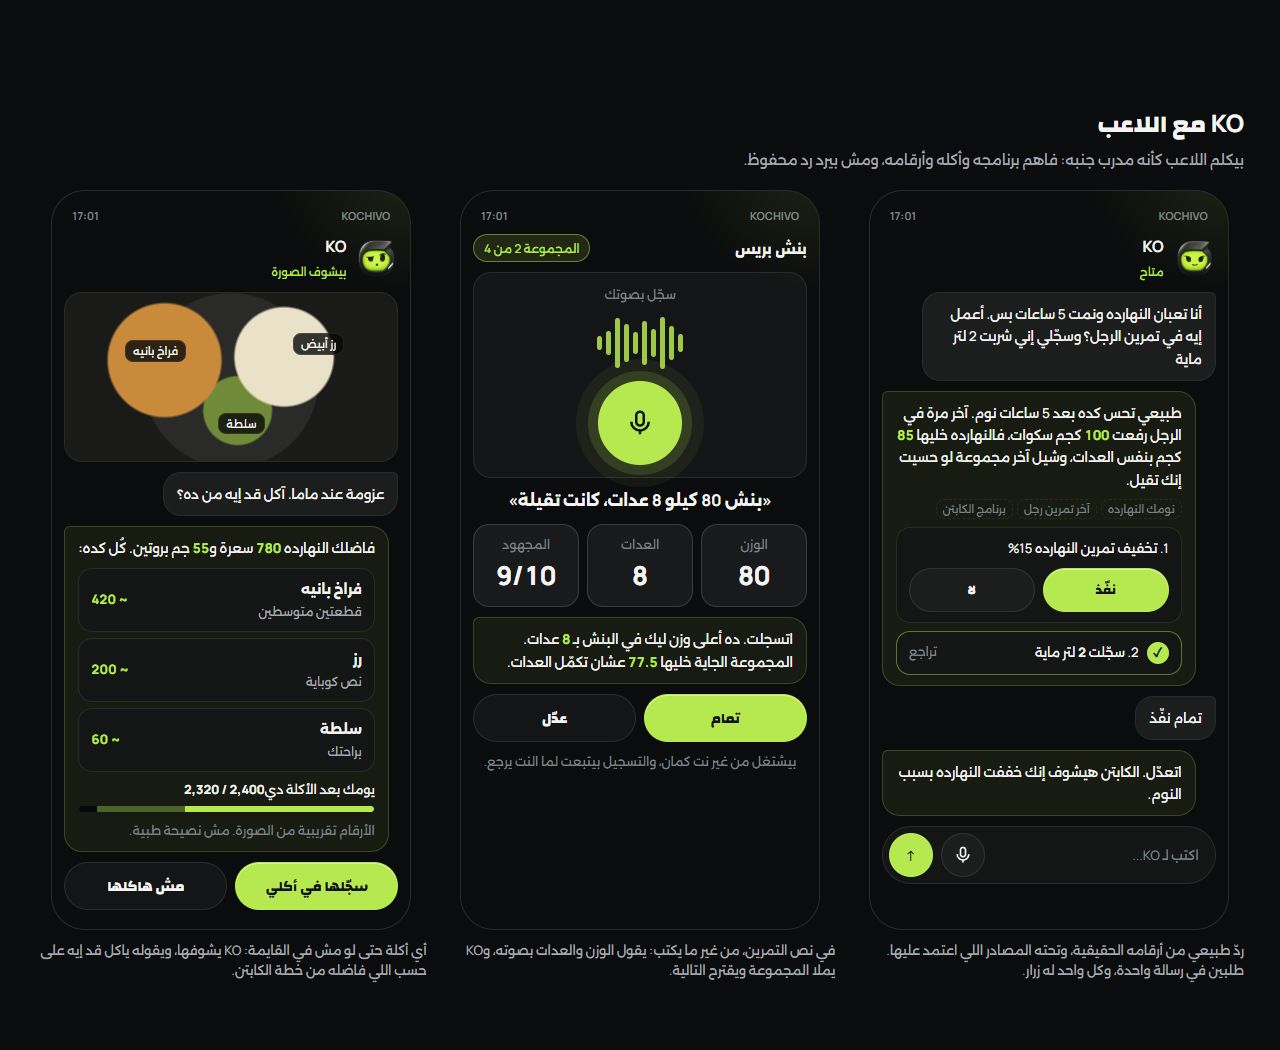 KO مع اللاعب
بيكلم اللاعب كأنه مدرب جنبه: فاهم برنامجه وأكله وأرقامه، ومش بيرد رد محفوظ.
KOCHIVO
17:01
KO
متاح
أنا تعبان النهارده ونمت 5 ساعات بس. أعمل
إيه في تمرين الرجل؟ وسجّلي إني شربت 2 لتر
ماية
طبيعي تحس كده بعد 5 ساعات نوم. آخر مرة في
الرجل رفعت 100 كجم سكوات، فالنهارده خليها 85
كجم بنفس العدات، وشيل آخر مجموعة لو حسيت
إنك تقيل.
نومك النهارده
آخر تمرين رجل
برنامج الكابتن
1. تخفيف تمرين النهارده 15%
نفّذ
لا
2. سجّلت 2 لتر ماية
تراجع
تمام نفّذ
اتعدّل. الكابتن هيشوف إنك خففت النهارده بسبب
النوم.
اكتب لـ KO...
ردّ طبيعي من أرقامه الحقيقية، وتحته المصادر اللي اعتمد عليها.
طلبين في رسالة واحدة، وكل واحد له زرار.
KOCHIVO
17:01
بنش بريس
المجموعة 2 من 4
سجّل بصوتك
«بنش 80 كيلو 8 عدات، كانت تقيلة»
الوزن
80
العدات
8
المجهود
9/10
اتسجلت. ده أعلى وزن ليك في البنش بـ 8 عدات.
المجموعة الجاية خليها 77.5 عشان تكمّل العدات.
تمام
عدّل
بيشتغل من غير نت كمان، والتسجيل بيتبعت لما النت يرجع.
في نص التمرين، من غير ما يكتب: يقول الوزن والعدات بصوته، وKO
يملا المجموعة ويقترح التالية.
KOCHIVO
17:01
KO
بيشوف الصورة
رز أبيض
فراخ بانيه
سلطة
عزومة عند ماما. آكل قد إيه من ده؟
فاضلك النهارده 780 سعرة و55 جم بروتين. كُل كده:
فراخ بانيه
قطعتين متوسطين
~ 420
رز
نص كوباية
~ 200
سلطة
براحتك
~ 60
يومك بعد الأكلة دي2,320 / 2,400
الأرقام تقريبية من الصورة. مش نصيحة طبية.
سجّلها في أكلي
مش هاكلها
أي أكلة حتى لو مش في القايمة: KO يشوفها، ويقوله ياكل قد إيه على
حسب اللي فاضله من خطة الكابتن.